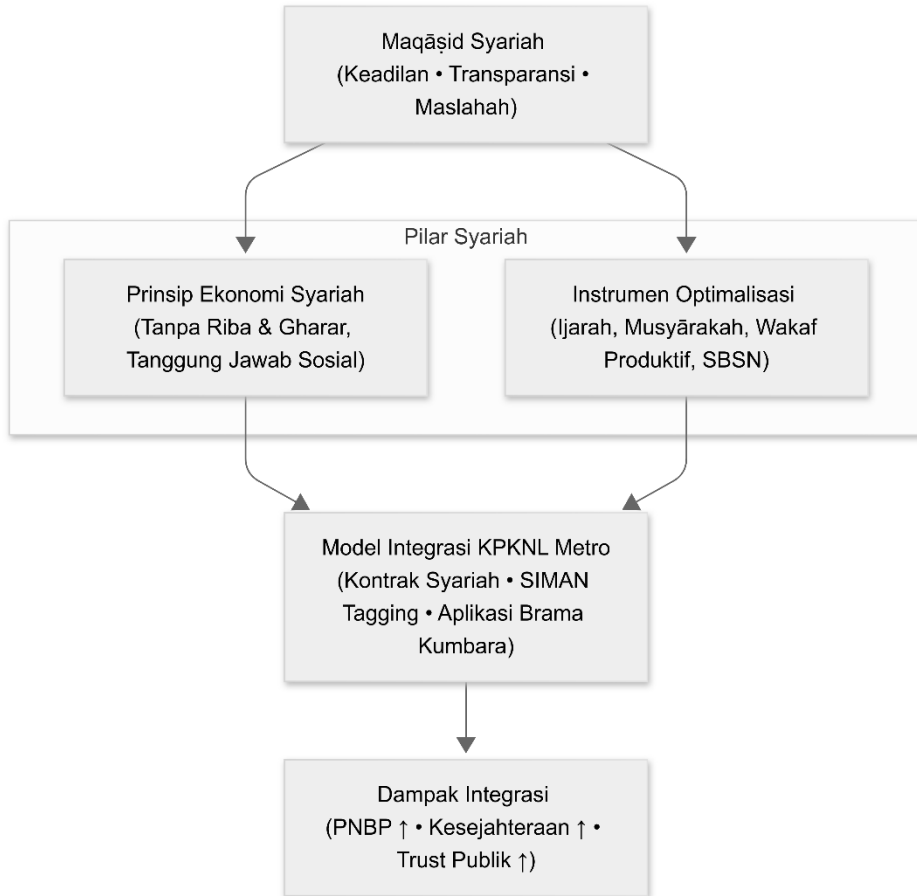 Maqāṣid Syariah
(Keadilan • Transparansi •
Maslahah)
Pilar Syariah
Prinsip Ekonomi Syariah
(Tanpa Riba & Gharar,
Tanggung Jawab Sosial)
Instrumen Optimalisasi
(Ijarah, Musyārakah, Wakaf
Produktif, SBSN)
Model Integrasi KPKNL Metro
(Kontrak Syariah • SIMAN
Tagging • Aplikasi Brama
Kumbara)
Dampak Integrasi
(PNBP ↑ • Kesejahteraan ↑ •
Trust Publik ↑)